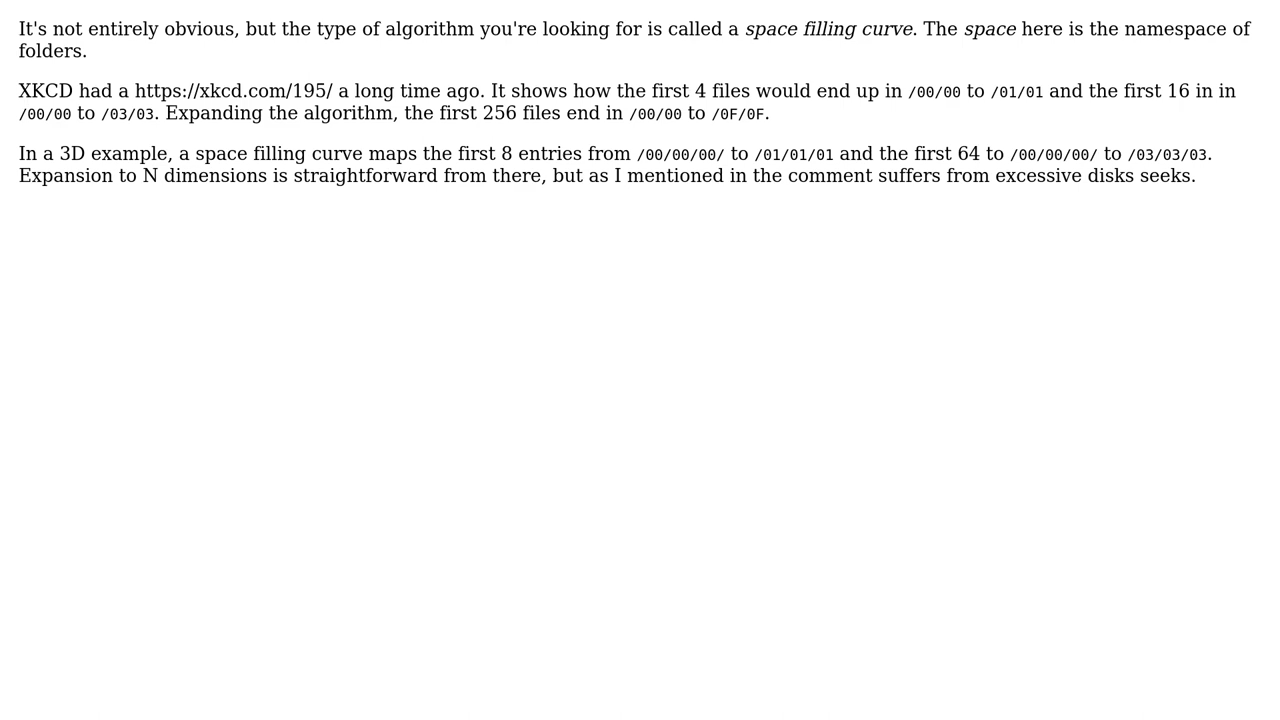 It's not entirely obvious, but the type of algorithm you're looking for is called a space filling curve. The space here is the namespace of
folders.
XKCD had a https://xkcd.com/195/ a long time ago. It shows how the first 4 files would end up in /00/00 to /01/01 and the first 16 in in
/00/00 to /03/03. Expanding the algorithm, the first 256 files end in /00/00 to /0F/0F.
In a 3D example, a space filling curve maps the first 8 entries from /00/00/00/ to /01/01/01 and the first 64 to /00/00/00/ to /03/03/03.
Expansion to N dimensions is straightforward from there, but as I mentioned in the comment suffers from excessive disks seeks.